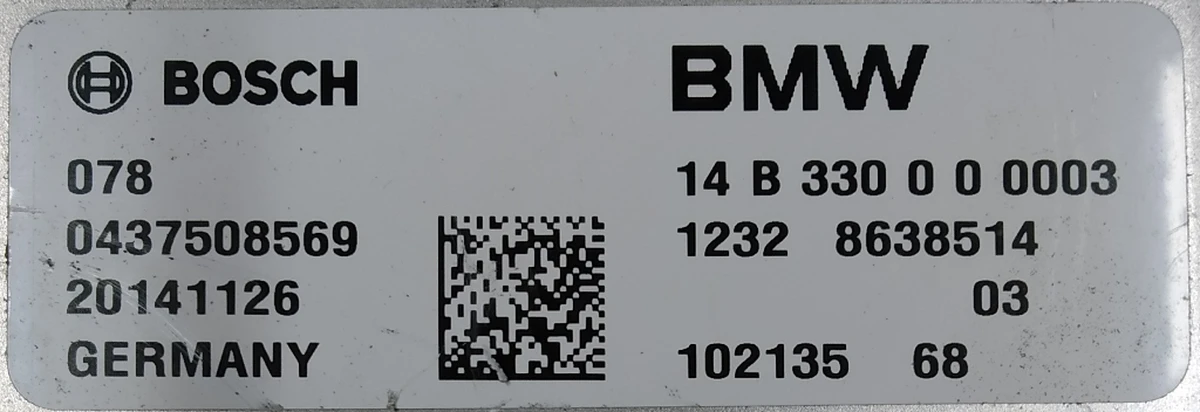 BOSCH
078
0437508569
20141126
GERMANY
BMW
14 B 330 0 0 0003
1232 8638514
03
102135 68